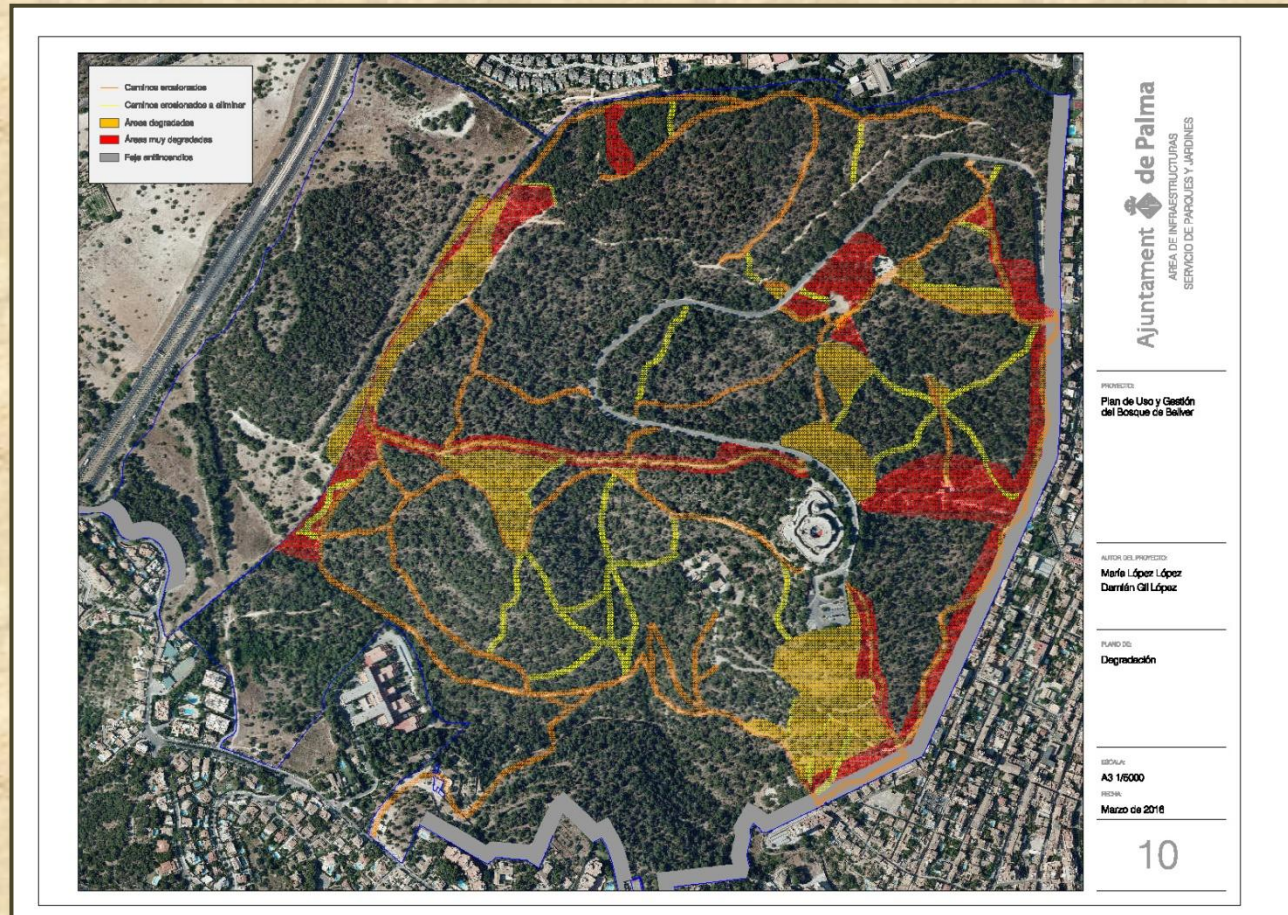 Caminos erosionados
Caminos erosionados a eliminar
Áreas degradadas
Áreas muy degradadas
Faja antiincendios
Ajuntament de Palma
AREA DE INFRAESTRUCTURAS
SERVICIO DE PARQUES Y JARDINES
PROYECTO:
Plan de Uso y Gestión
del Bosque de Bellver
AUTOR DEL PROYECTO:
María López López
Damián Gil López
PLANO DE:
Degradación
ESCALA:
A3 1/5000
FECHA:
Marzo de 2016
10